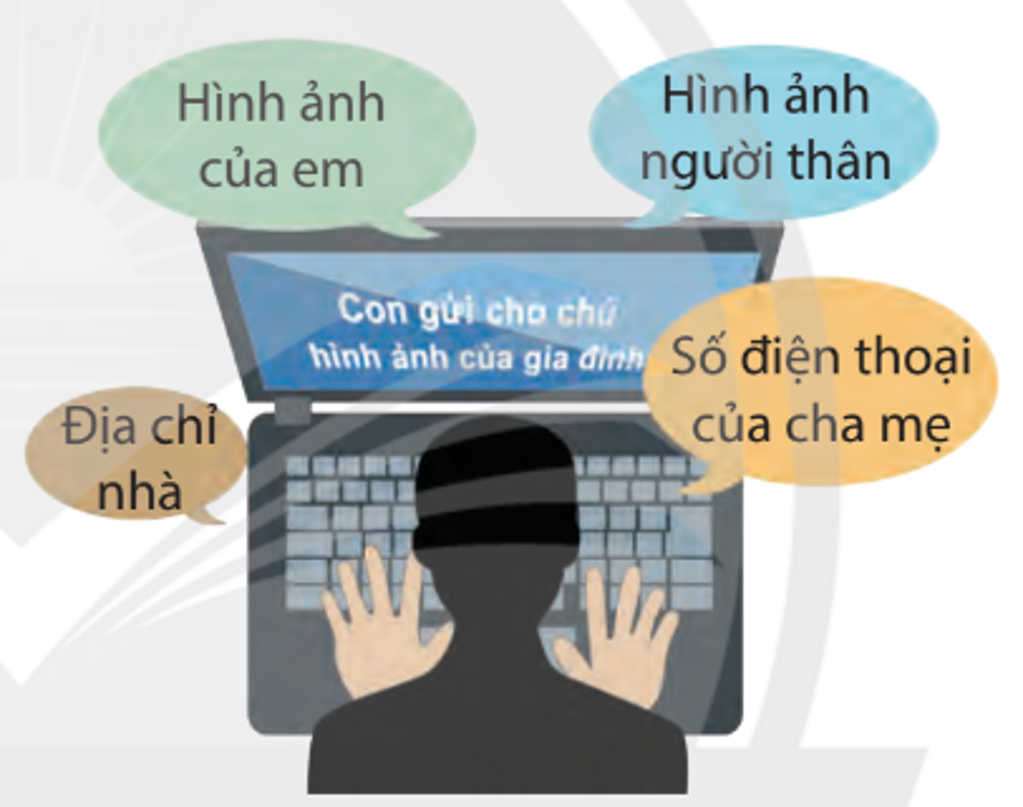 Hình ảnh
của em
Hình ảnh
người thân
Con gửi cho chú
hình ảnh của gia đình
Số điện thoại
của cha mẹ
Địa chỉ
nhà